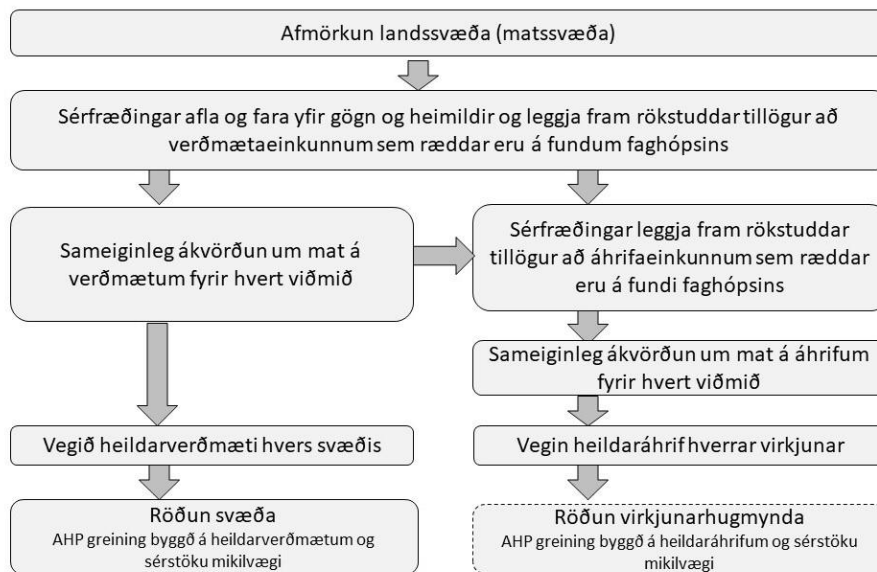 Afmörkun landssvæða (matssvæða)
Sérfræðingar afla og fara yfir gögn og heimildir og leggja fram rökstuddar tillögur að
verðmætaeinkunnum sem ræddar eru á fundum faghópsins
Sameiginleg ákvörðun um mat á
verðmætum fyrir hvert viðmið
Sérfræðingar leggja fram rökstuddar
tillögur að áhrifaeinkunnum sem ræddar
eru á fundi faghópsins
Sameiginleg ákvörðun um mat á áhrifum
fyrir hvert viðmið
Vegið heildarverðmæti hvers svæðis
Vegin heildaráhrif hverrar virkjunar
Röðun svæða
AHP greining byggð á heildarverðmætum og
sérstöku mikilvægi
Röðun virkjunarhugmynda
AHP greining byggð á heildaráhrifum og sérstöku
mikilvægi